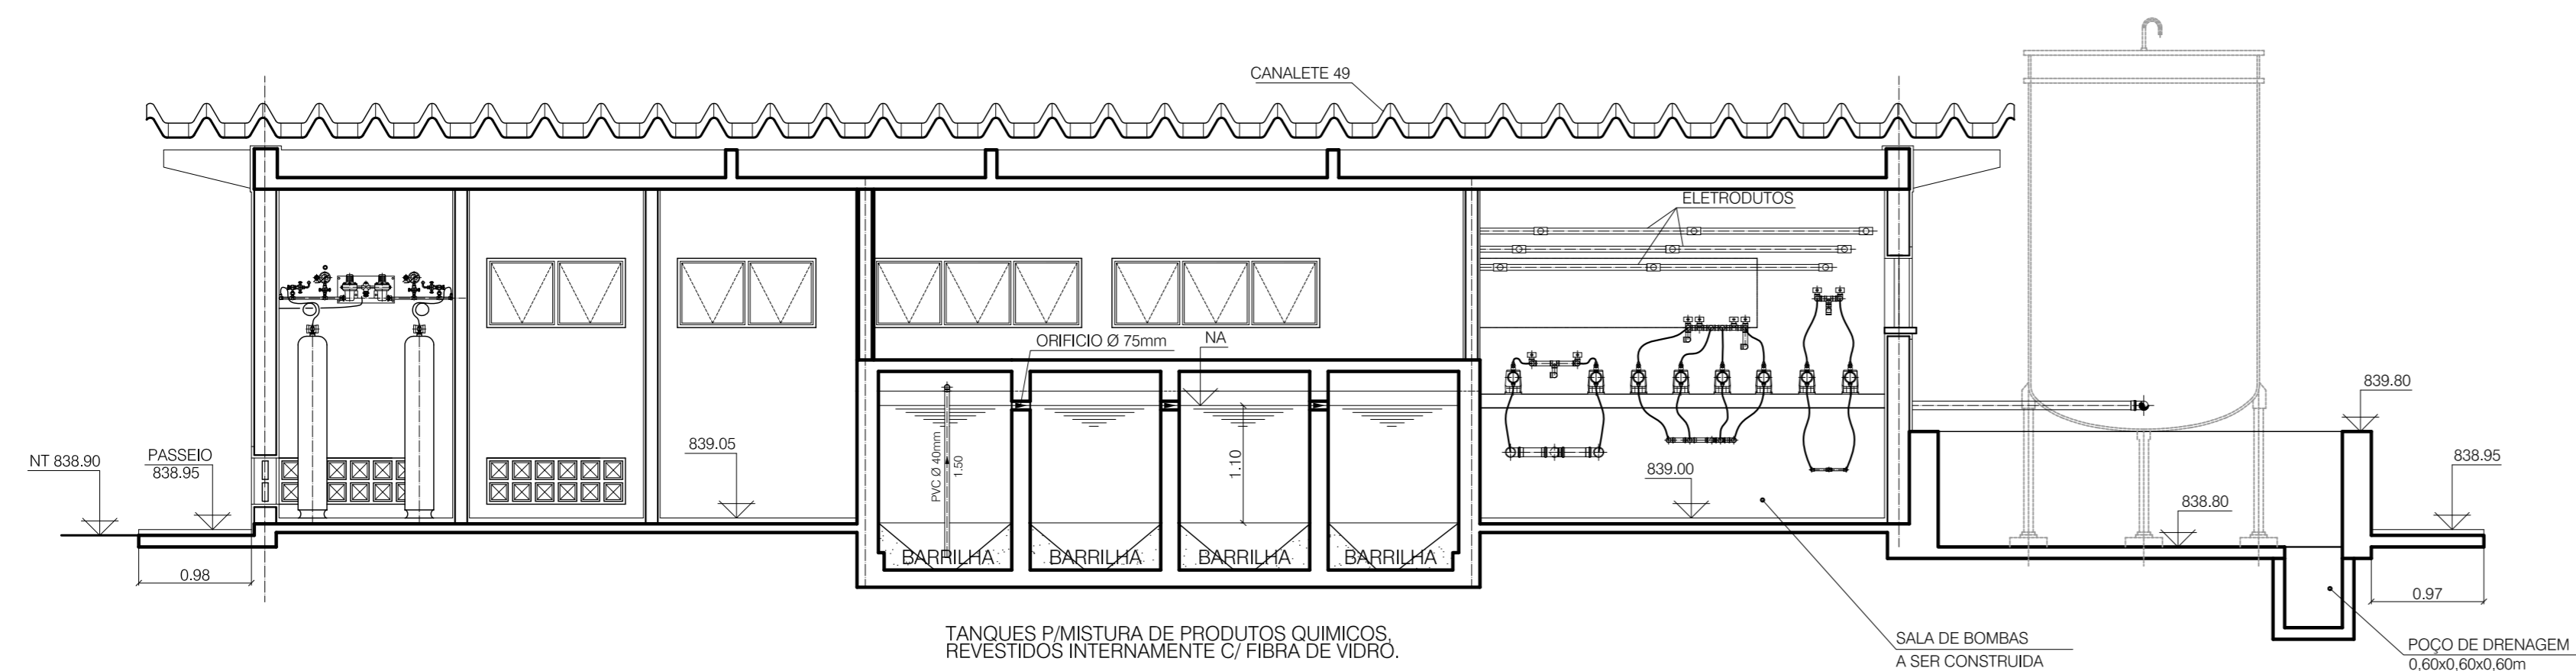 CANALETE 49
ELETRODUTOS
ORIFICIO Ø 75mm
NA
839.80
NT 838.90
PASSEIO
838.95
839.05
PVC Ø 40mm
1.50
1.10
839.00
838.80
838.95
BARRILHA
BARRILHA
BARRILHA
BARRILHA
0.98
0.97
TANQUES P/MISTURA DE PRODUTOS QUIMICOS,
REVESTIDOS INTERNAMENTE C/ FIBRA DE VIDRO.
SALA DE BOMBAS
A SER CONSTRUIDA
POÇO DE DRENAGEM
0,60x0,60x0,60m